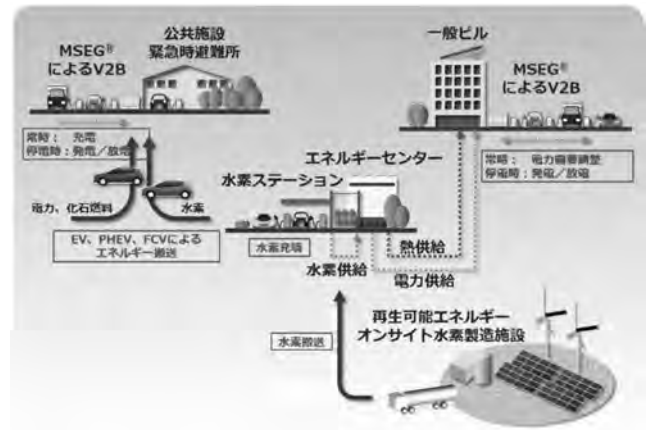 MSEG®
によるV2B
公共施設
緊急時避難所
常時： 充電
停電時：発電／放電
電力、化石燃料
水素
EV、PHEV、FCVによる
エネルギー搬送
一般ビル
MSEG®
によるV2B
常時： 電力需要調整
停電時：発電／放電
エネルギーセンター
水素ステーション
水素充填
水素供給
熱供給
電力供給
水素搬送
再生可能エネルギー
オンサイト水素製造施設